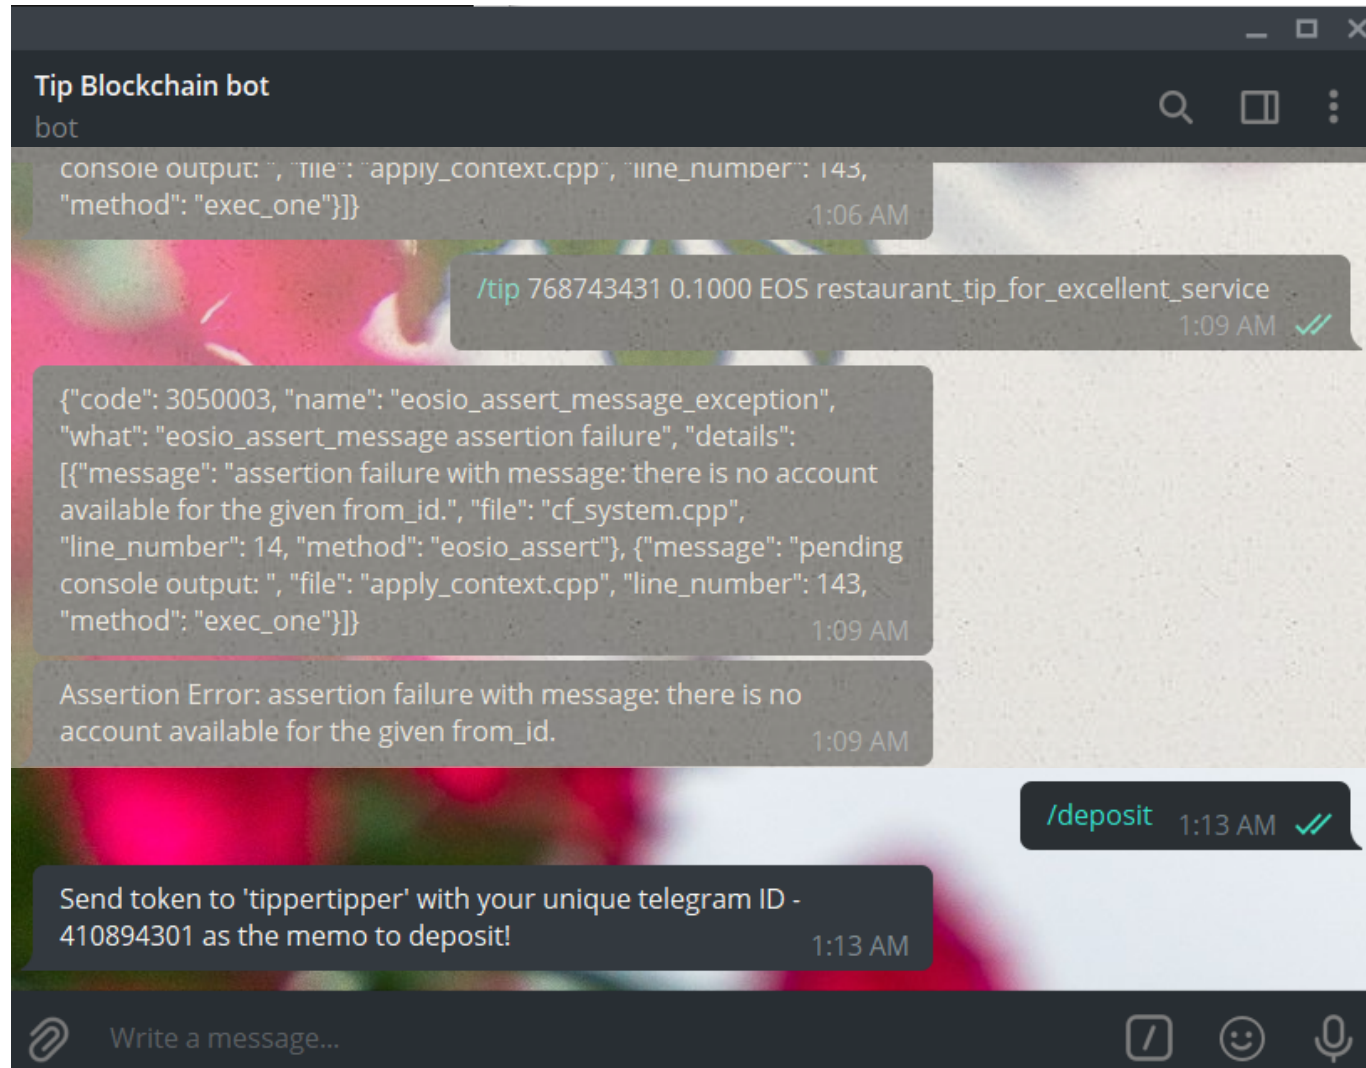 Tip Blockchain bot
bot
console output: ", "file": "apply_context.cpp", "line_number": 143,
"method": "exec_one"}]}
1:06 AM
/tip 768743431 0.1000 EOS restaurant_tip_for_excellent_service
1:09 AM
{"code": 3050003, "name": "eosio_assert_message_exception",
"what": "eosio_assert_message assertion failure", "details":
[{"message": "assertion failure with message: there is no account
available for the given from_id.", "file": "cf_system.cpp",
"line_number": 14, "method": "eosio_assert"}, {"message": "pending
console output: ", "file": "apply_context.cpp", "line_number": 143,
"method": "exec_one"}]}
1:09 AM
Assertion Error: assertion failure with message: there is no
account available for the given from_id.
1:09 AM
/deposit 1:13 AM
Send token to 'tippertipper' with your unique telegram ID -
410894301 as the memo to deposit!
1:13 AM
Write a message...